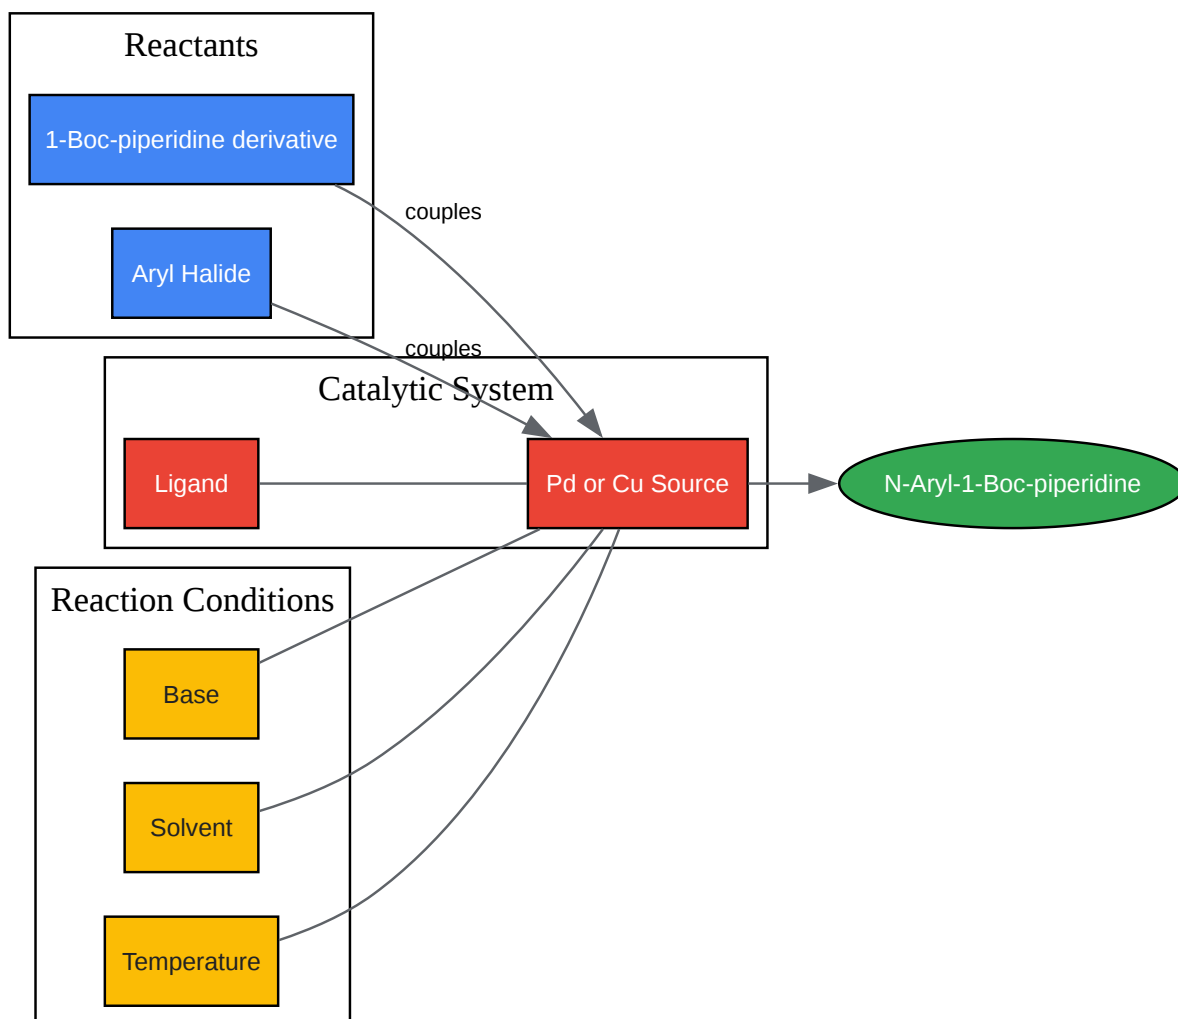 Reactants
1-Boc-piperidine derivative
couples
Aryl Halide
couples
Catalytic System
Ligand
Pd or Cu Source
N-Aryl-1-Boc-piperidine
Reaction Conditions
Base
Solvent
Temperature